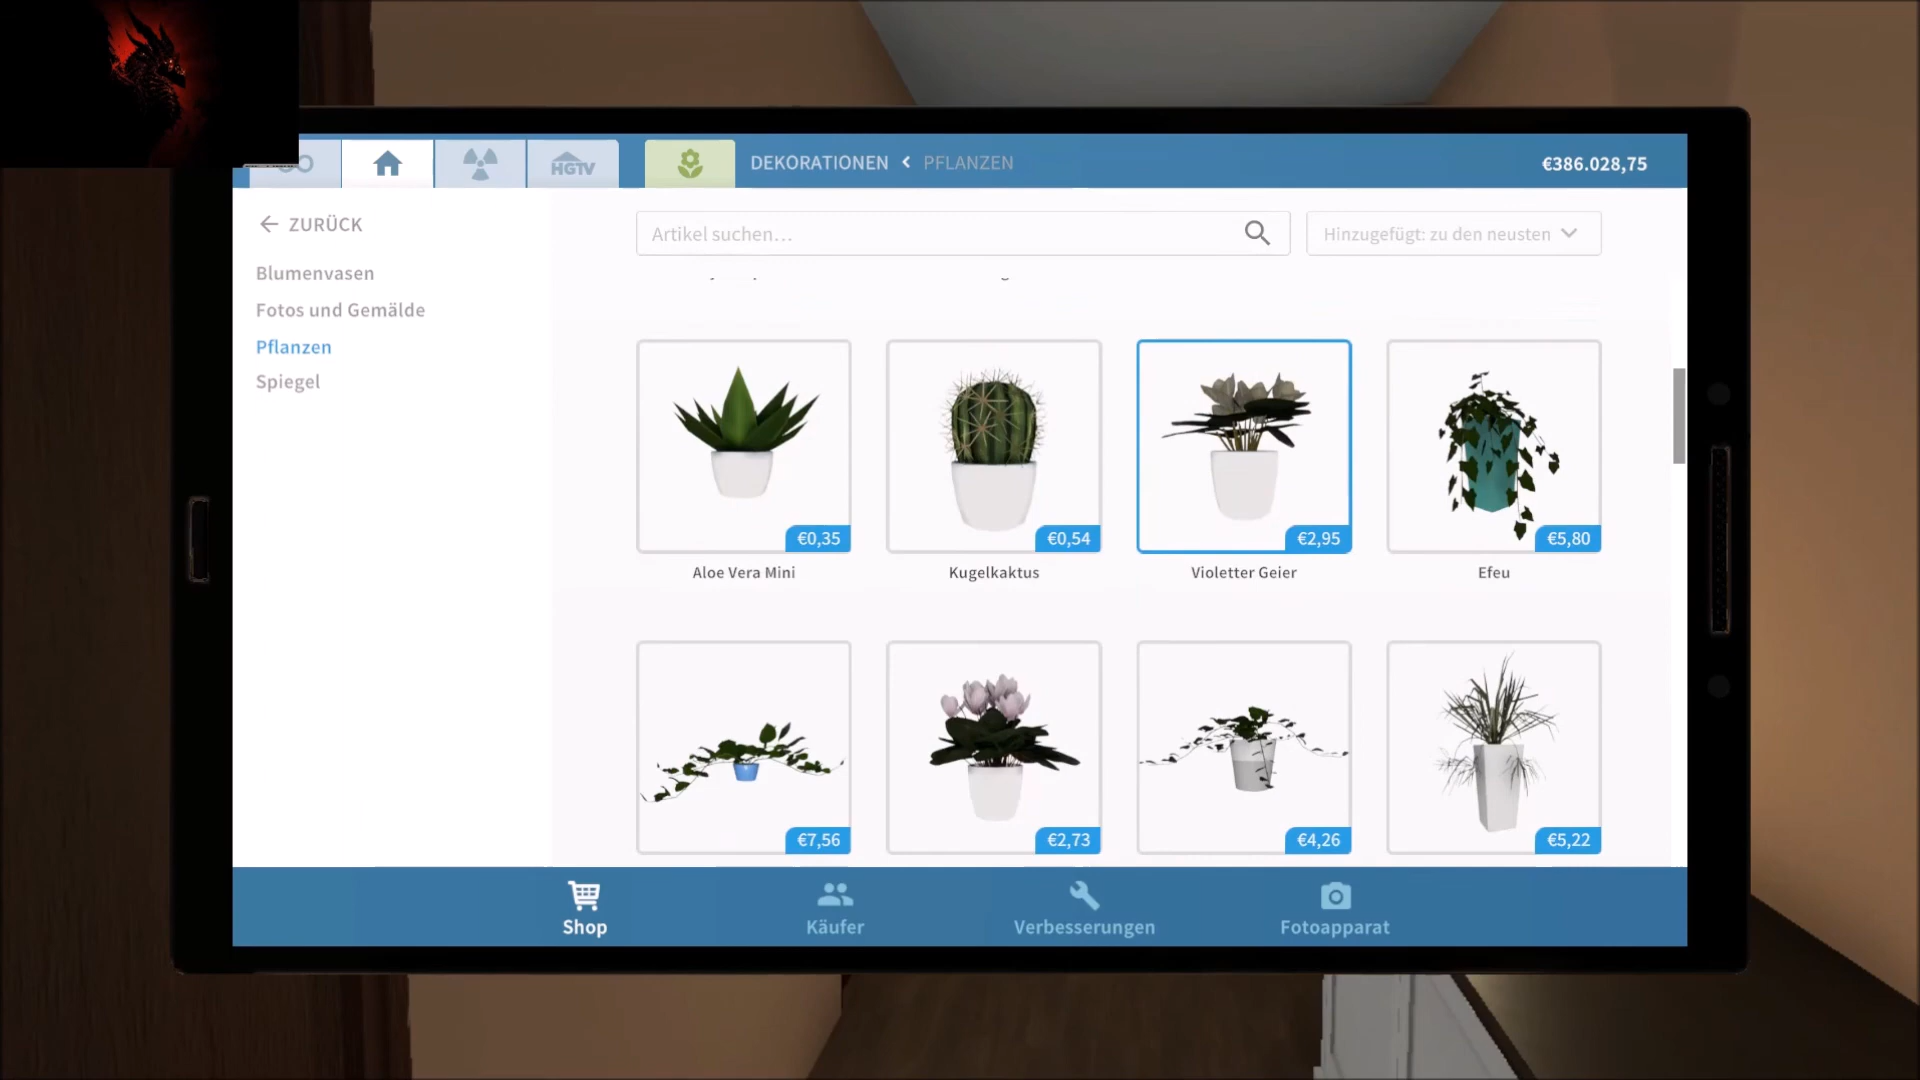 HGTV
DEKORATIONEN < PFLANZEN
€386.028,75
ZURÜCK
Blumenvasen
Fotos und Gemälde
Pflanzen
Spiegel
Artikel suchen...
Hinzugefügt: zu den neusten
€0,35
€0,54
€2,95
€5,80
Aloe Vera Mini
Kugelkaktus
Violetter Geier
Efeu
€7,56
€2,73
€4,26
€5,22
Shop
Käufer
Verbesserungen
Fotoapparat